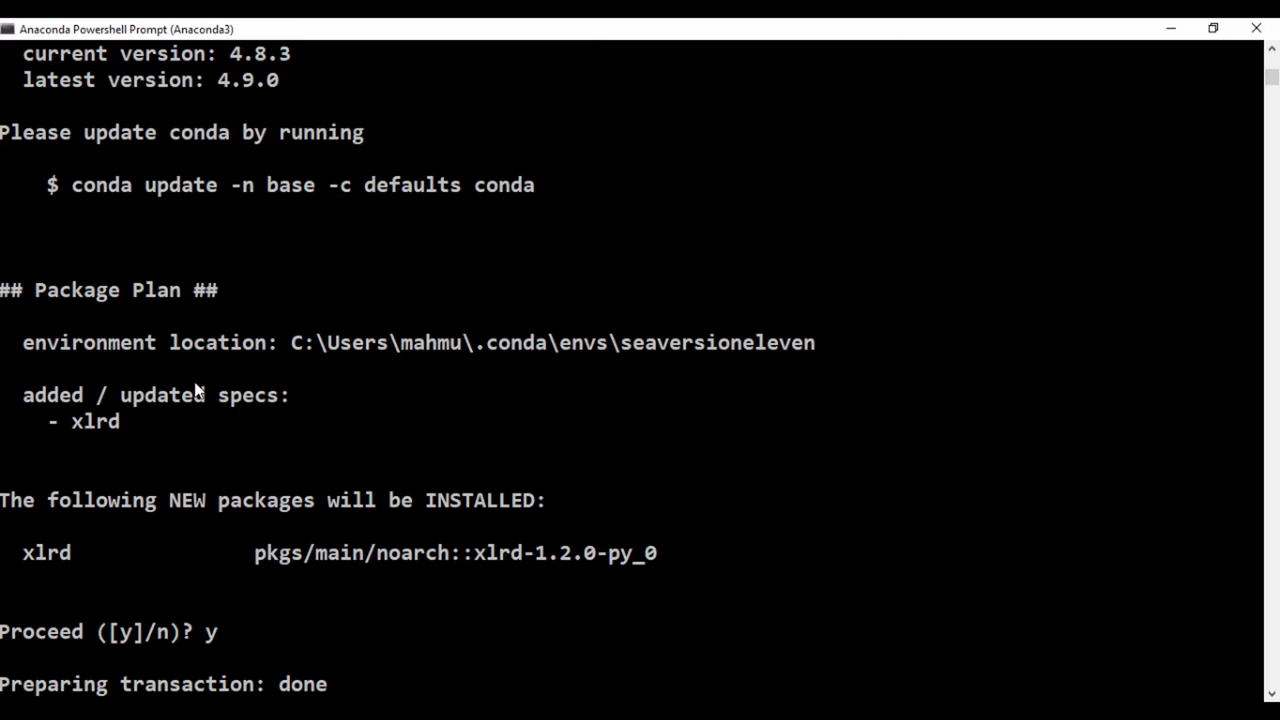 Anaconda Powershell Prompt (Anaconda3)
current version: 4.8.3
latest version: 4.9.0
Please update conda by running
$ conda update -n base -c defaults conda
## Package Plan ##
environment location: C:\Users\mahmu\.conda\envs\seaversioneleven
added / updated specs:
- xlrd
The following NEW packages will be INSTALLED:
xlrd pkgs/main/noarch::xlrd-1.2.0-py_0
Proceed ([y]/n)? y
Preparing transaction: done